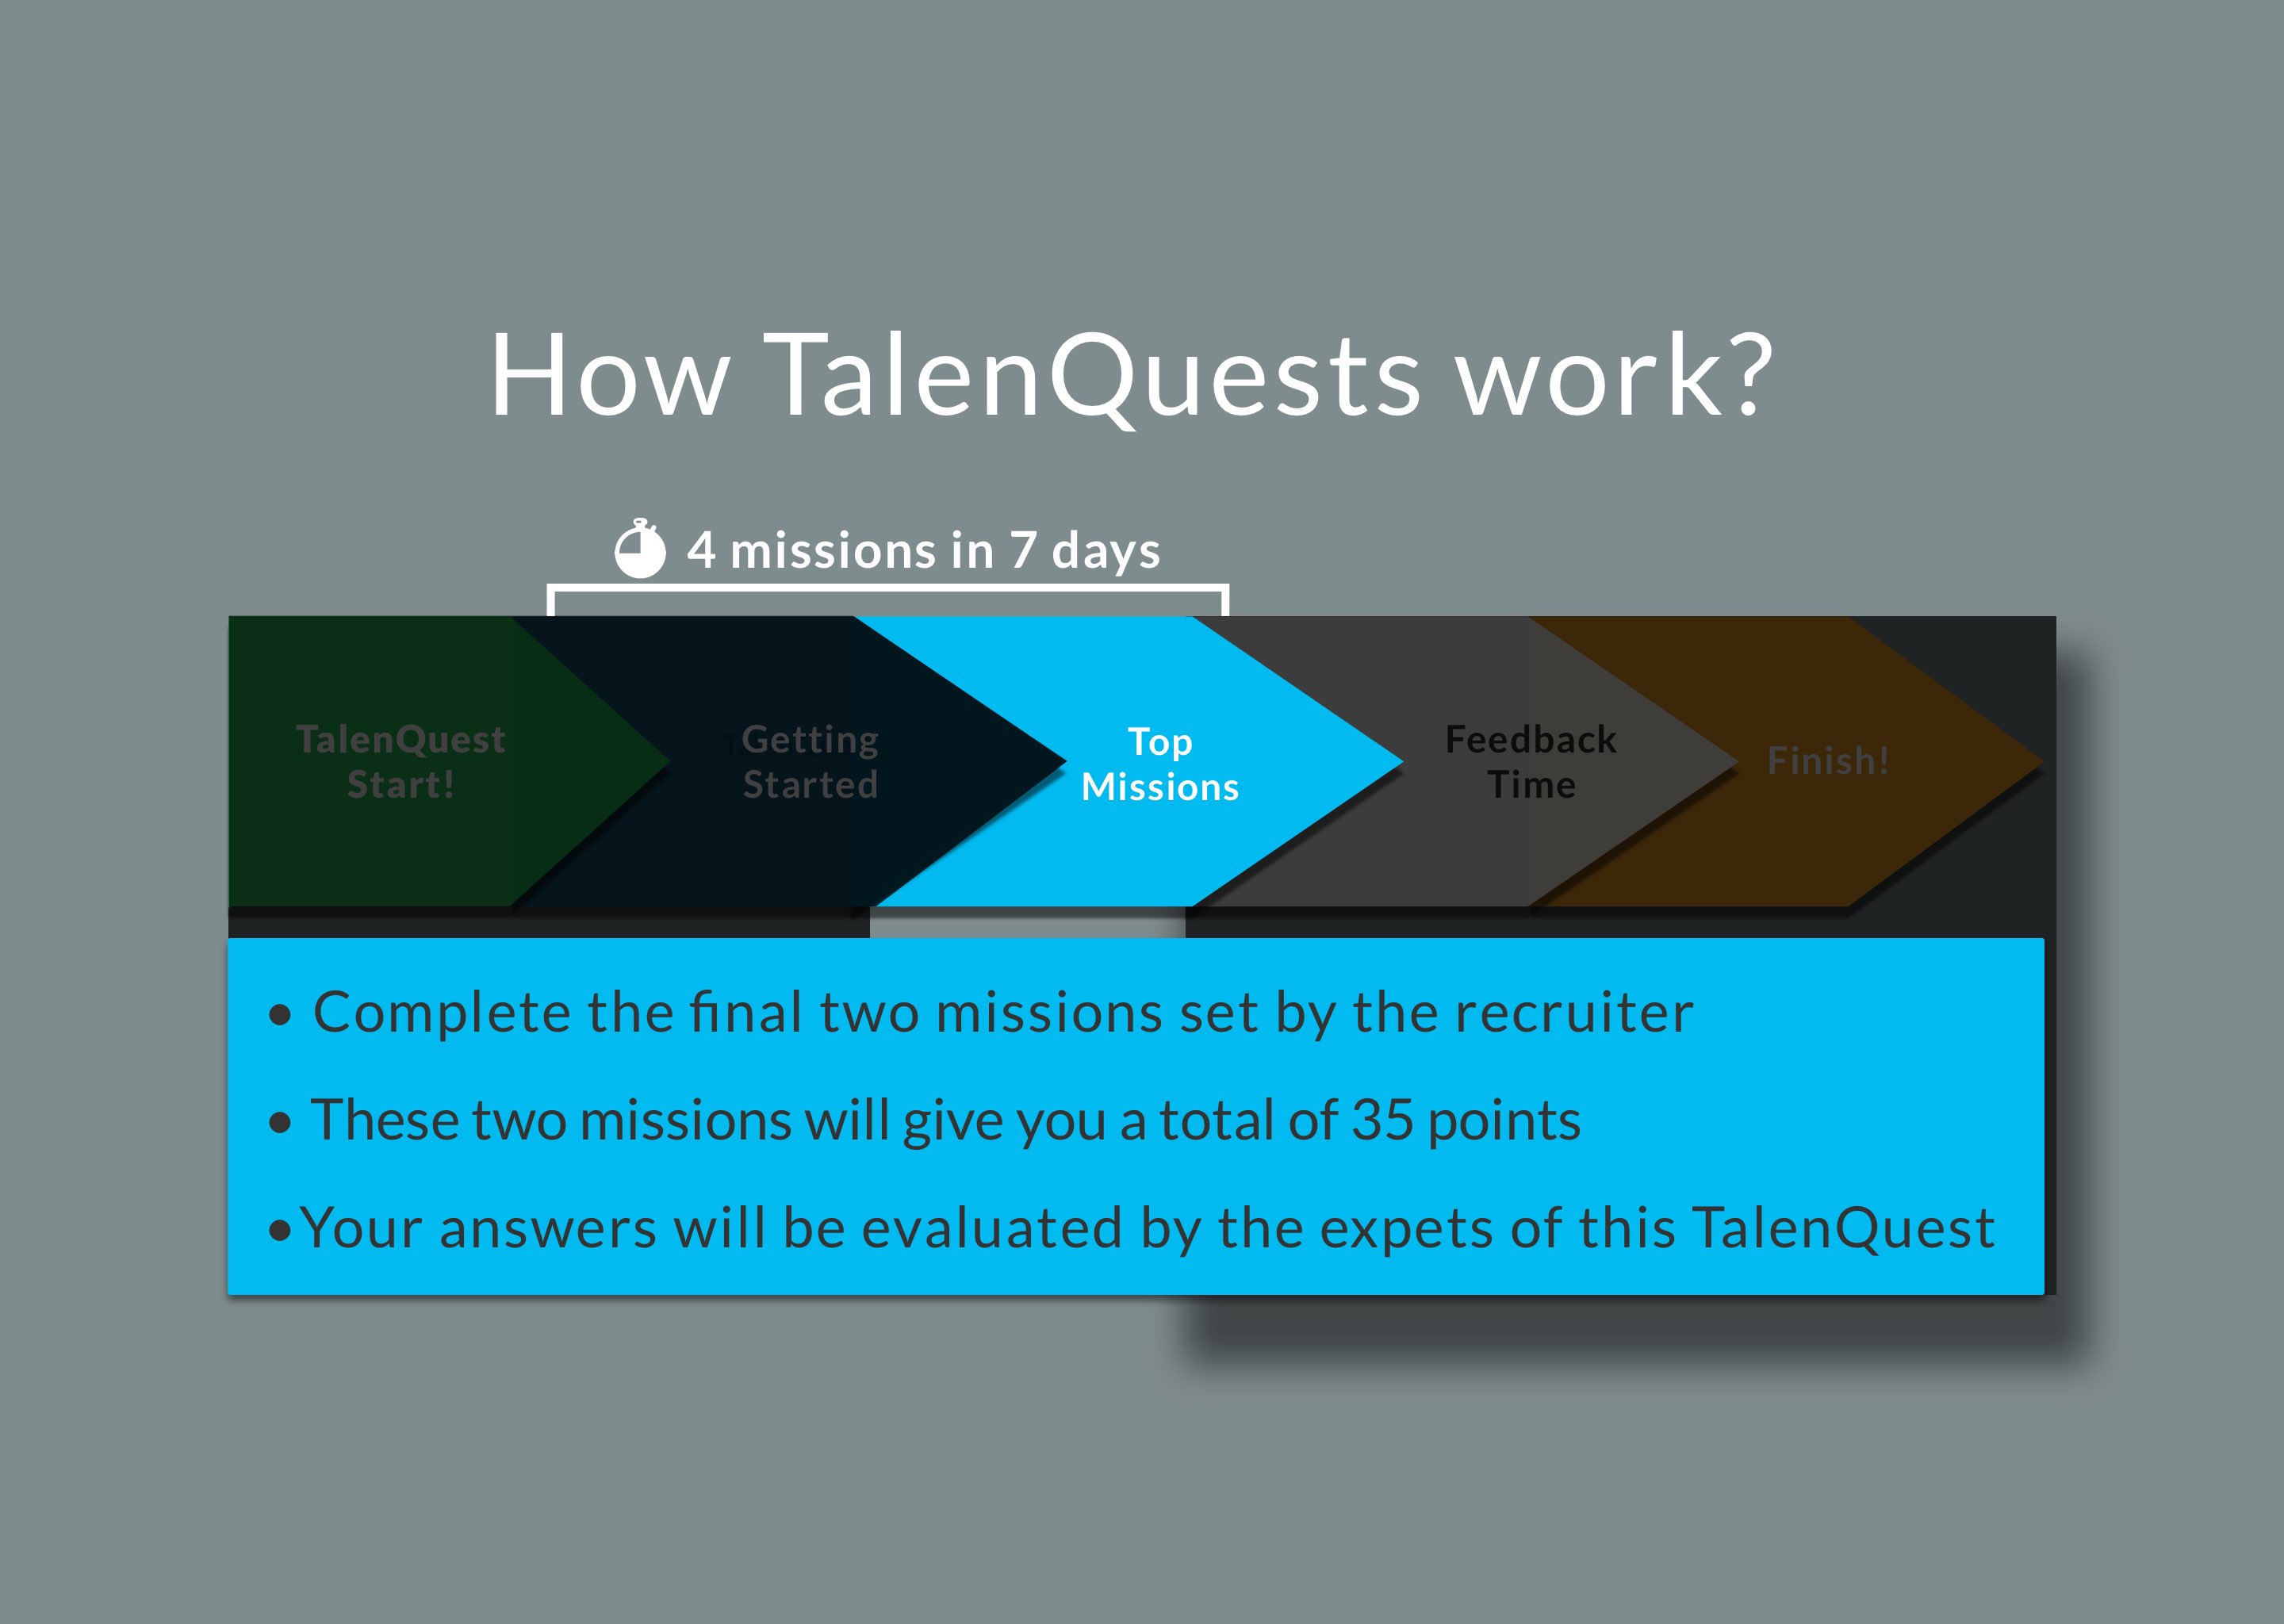 How TalenQuests work?
4 missions in 7 days
TalenQuest
Start!
Getting
Started
Top
Missions
Feedback
Time
Finish!
• Complete the final two missions set by the recruiter
• These two missions will give you a total of 35 points
•Your answers will be evaluated by the expets of this TalenQuest